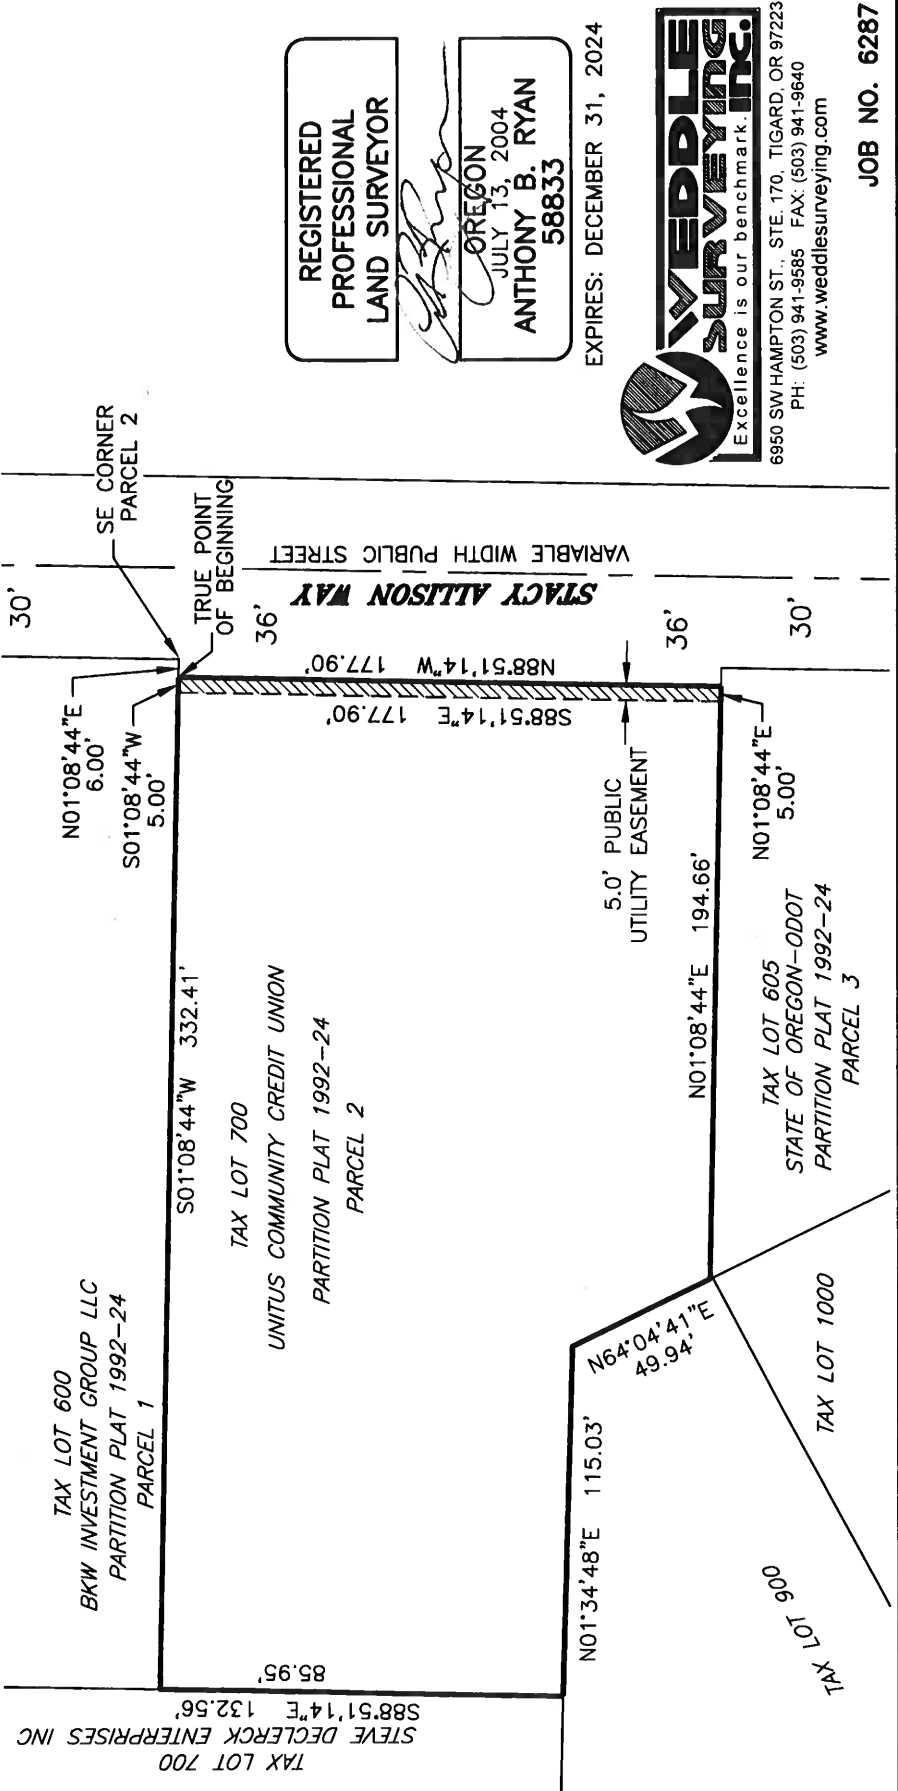 TAX LOT 700
STEVE DECLERCK ENTERPRISES INC
S88°51'14"E 132.56'
85.95'
TAX LOT 600
BKW INVESTMENT GROUP LLC
PARTITION PLAT 1992-24
PARCEL 1
S01°08'44"W 332.41'
N01°08'44"E
6.00'
S01°08'44"W
5.00'
30'
SE CORNER
PARCEL 2
TRUE POINT
OF BEGINNING
36'
TAX LOT 700
UNITUS COMMUNITY CREDIT UNION
PARTITION PLAT 1992-24
PARCEL 2
S88°51'14"E 177.90'
N88°51'14"W 177.90'
STACY ALLISON WAY
VARIABLE WIDTH PUBLIC STREET
5.0' PUBLIC
UTILITY EASEMENT
36'
30'
N01°34'48"E 115.03'
N64°04'41"E
49.94'
N01°08'44"E 194.66'
N01°08'44"E
5.00'
TAX LOT 605
STATE OF OREGON-ODOT
PARTITION PLAT 1992-24
PARCEL 3
TAX LOT 900
TAX LOT 1000
REGISTERED
PROFESSIONAL
LAND SURVEYOR
OREGON
JULY 13, 2004
ANTHONY B. RYAN
58833
EXPIRES: DECEMBER 31, 2024
WEDDLE
SURVEYING
INC.
Excellence is our benchmark.
6950 SW HAMPTON ST., STE. 170, TIGARD, OR 97223
PH: (503) 941-9585 FAX: (503) 941-9640
www.weddlesurveying.com
JOB NO. 6287